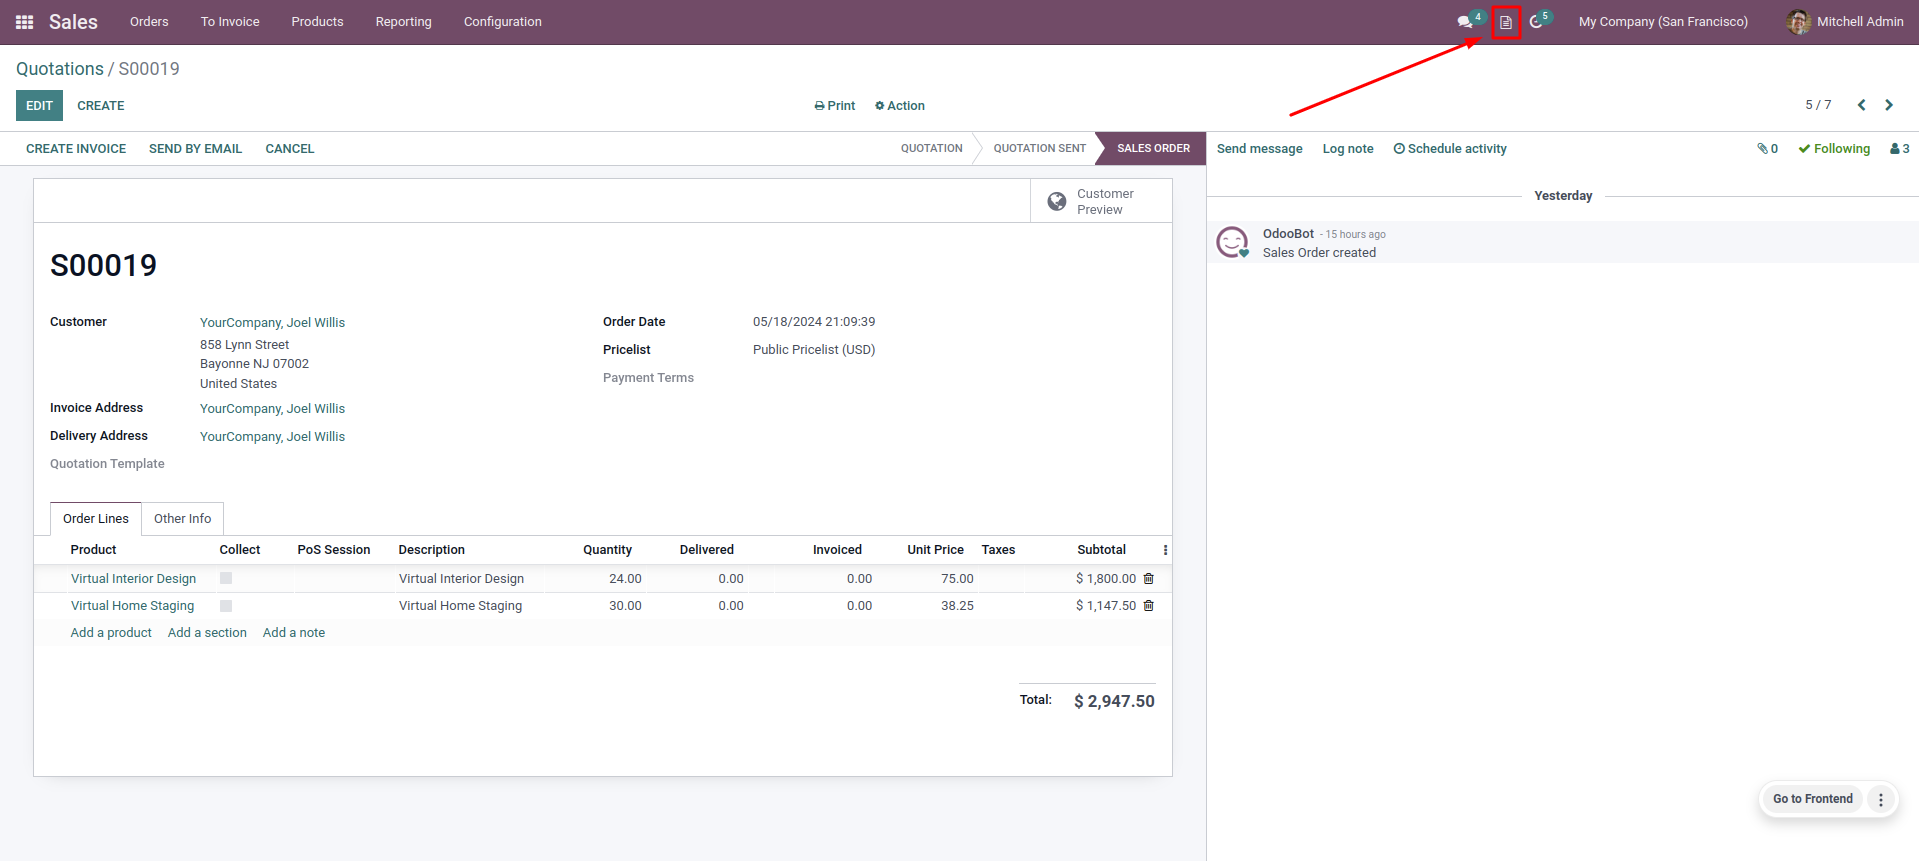 Sales Orders To Invoice Products Reporting Configuration 4 5 My Company (San Francisco) Mitchell Admin
Quotations / S00019
EDIT CREATE Print Action 5 / 7
CREATE INVOICE SEND BY EMAIL CANCEL QUOTATION QUOTATION SENT SALES ORDER Send message Log note Schedule activity 0 Following 3
Customer
Preview
Yesterday
OdooBot - 15 hours ago
Sales Order created
S00019
Customer YourCompany, Joel Willis
858 Lynn Street
Bayonne NJ 07002
United States
Order Date 05/18/2024 21:09:39
Pricelist Public Pricelist (USD)
Payment Terms
Invoice Address YourCompany, Joel Willis
Delivery Address YourCompany, Joel Willis
Quotation Template
Order Lines Other Info
Product Collect PoS Session Description Quantity Delivered Invoiced Unit Price Taxes Subtotal
Virtual Interior Design Virtual Interior Design 24.00 0.00 0.00 75.00 $ 1,800.00
Virtual Home Staging Virtual Home Staging 30.00 0.00 0.00 38.25 $ 1,147.50
Add a product Add a section Add a note
Total: $ 2,947.50
Go to Frontend